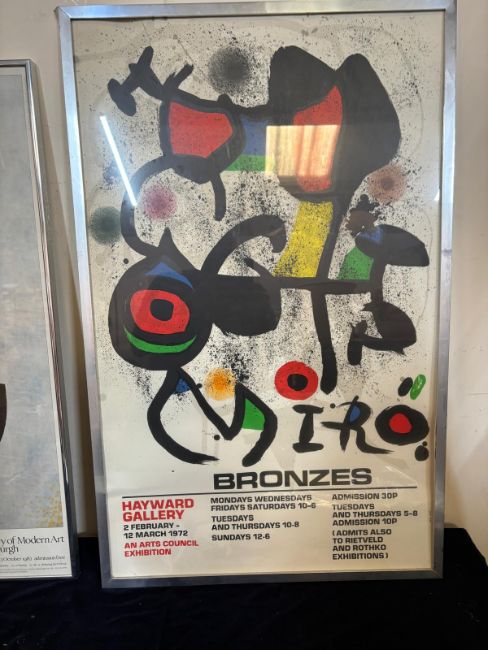 MIRÓ
BRONZES
HAYWARD
GALLERY
2 FEBRUARY -
12 MARCH 1972
AN ARTS COUNCIL
EXHIBITION
MONDAYS WEDNESDAYS
FRIDAYS SATURDAYS 10-6
TUESDAYS
AND THURSDAYS 10-8
SUNDAYS 12-6
ADMISSION 30P
TUESDAYS
AND THURSDAYS 5-8
ADMISSION 10P
(ADMITS ALSO
TO RIETVELD
AND ROTHKO
EXHIBITIONS)
y of Modern Art
urgh